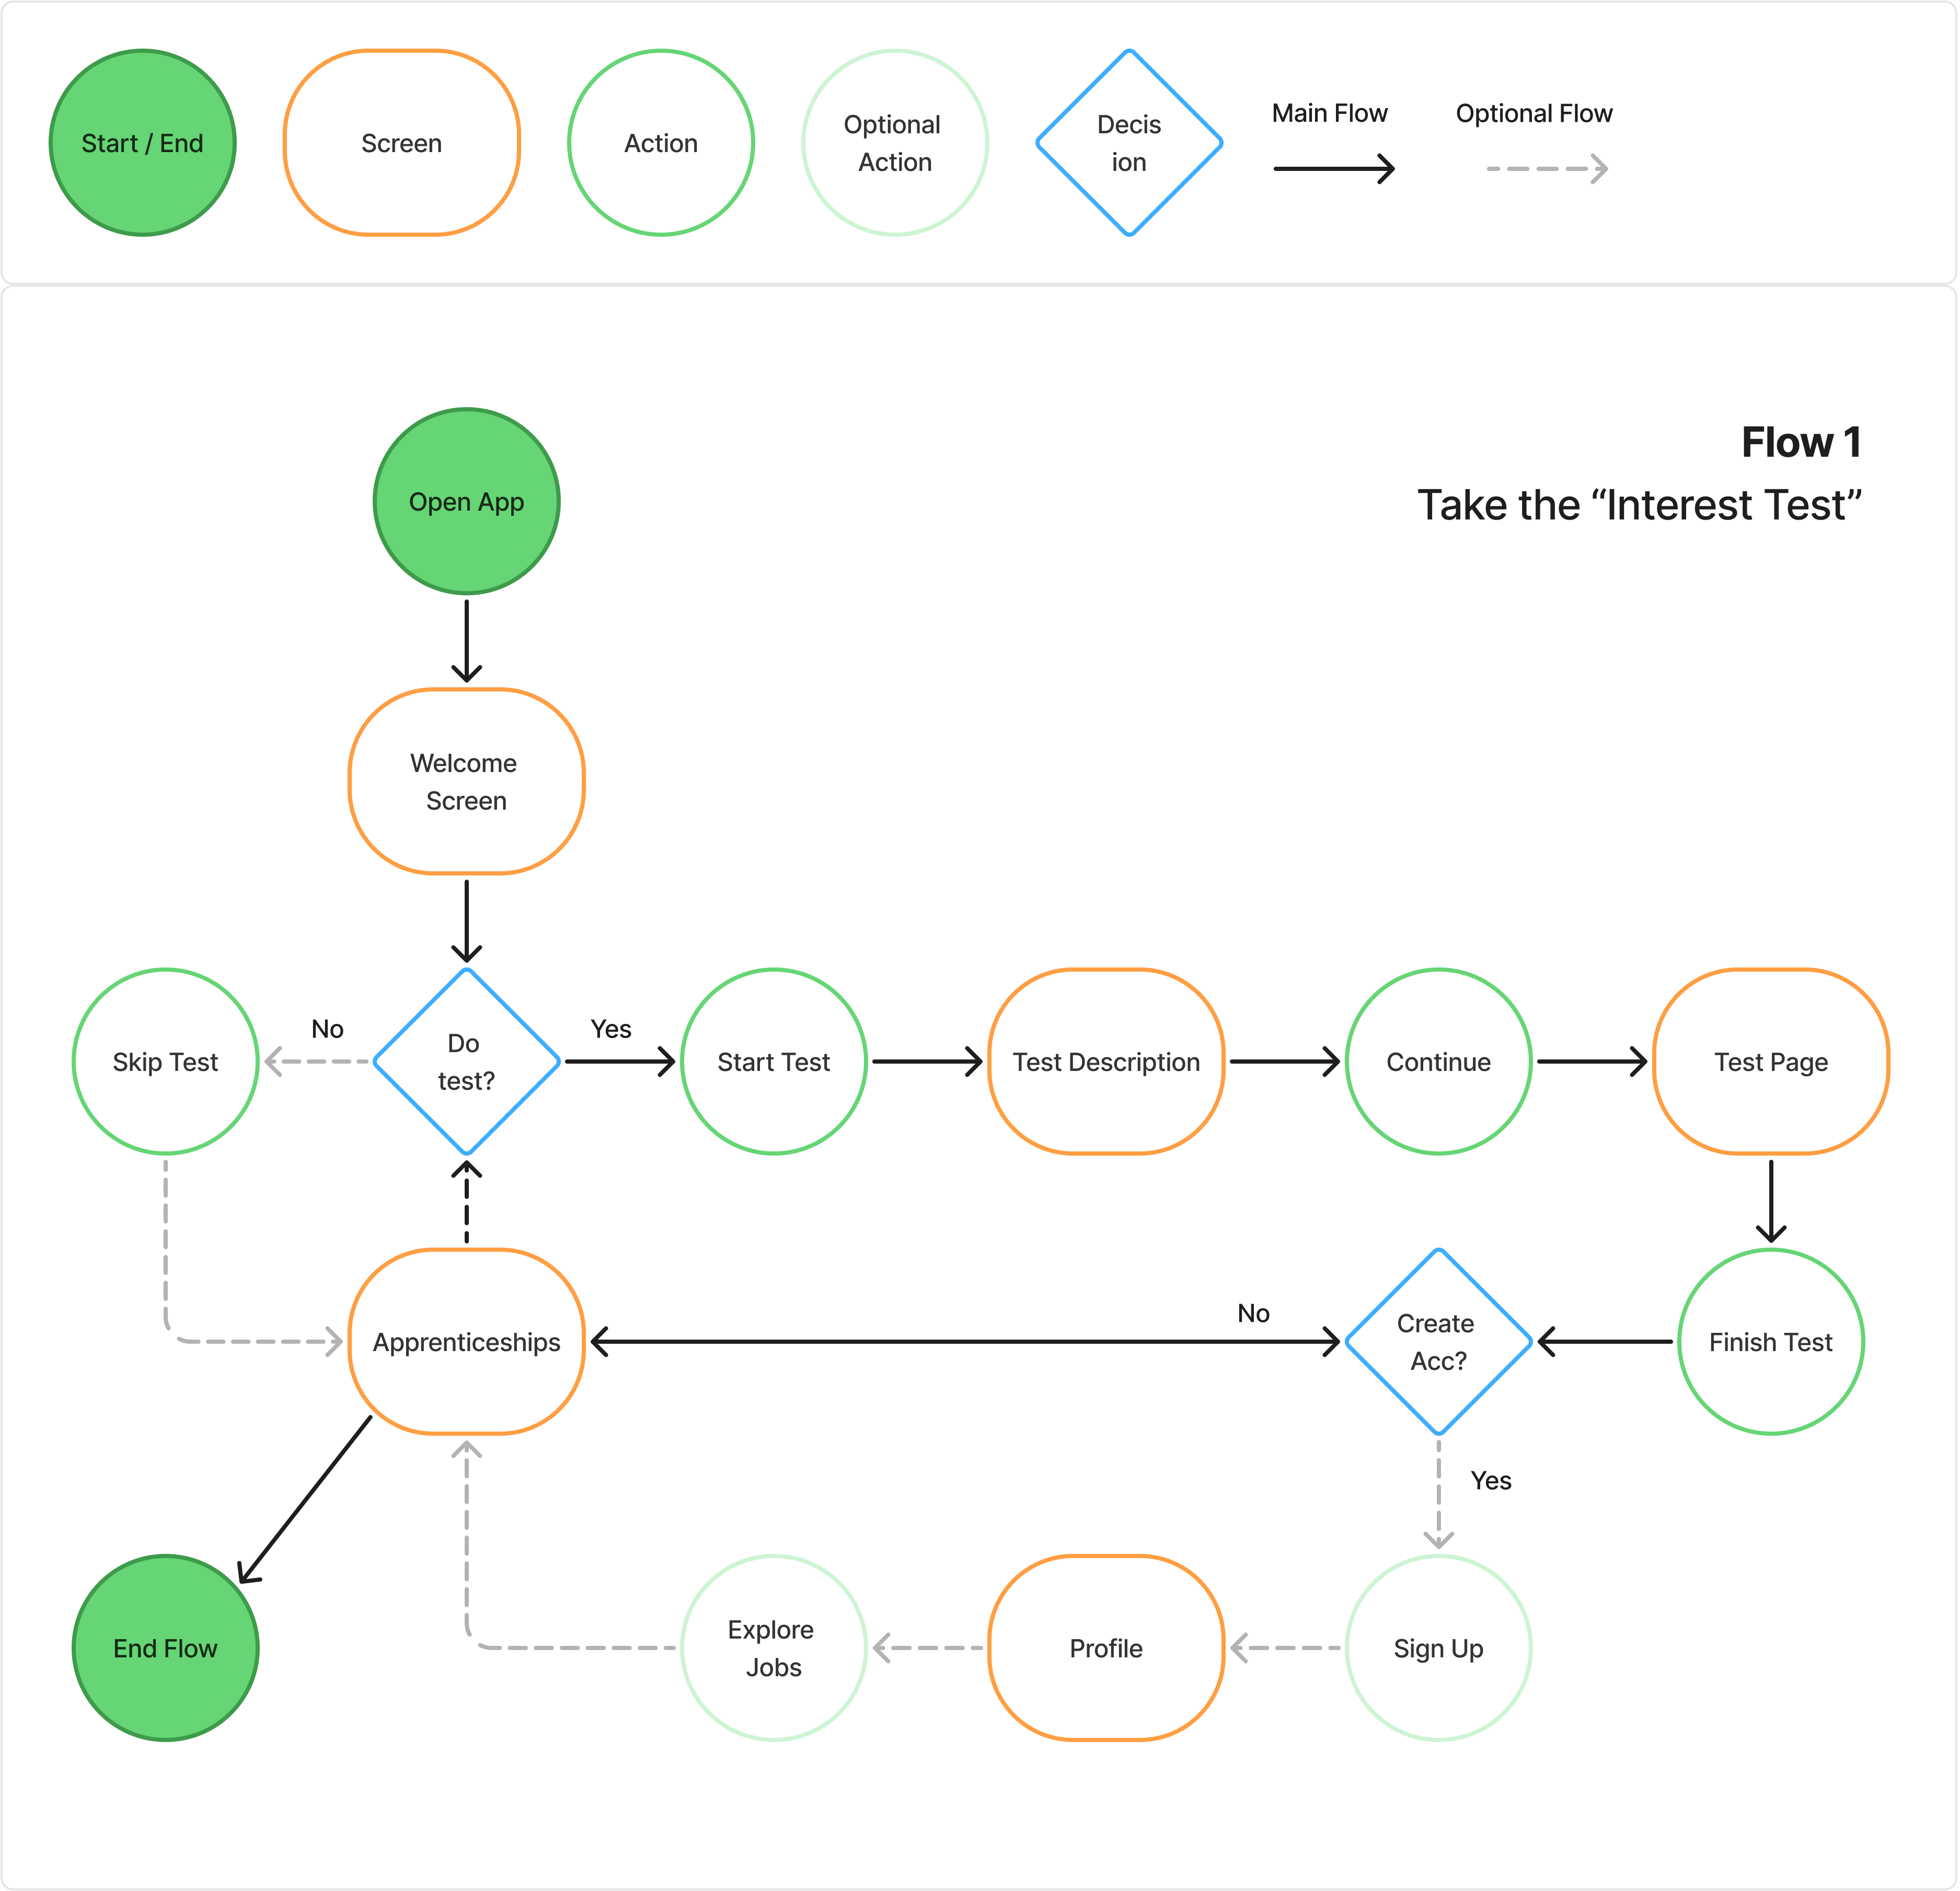 Start / End
Screen
Action
Optional
Action
Decis
ion
Main Flow
Optional Flow
Flow 1
Take the “Interest Test”
Open App
Welcome
Screen
Skip Test
No
Do
test?
Yes
Start Test
Test Description
Continue
Test Page
Apprenticeships
No
Create
Acc?
Finish Test
Yes
End Flow
Explore
Jobs
Profile
Sign Up